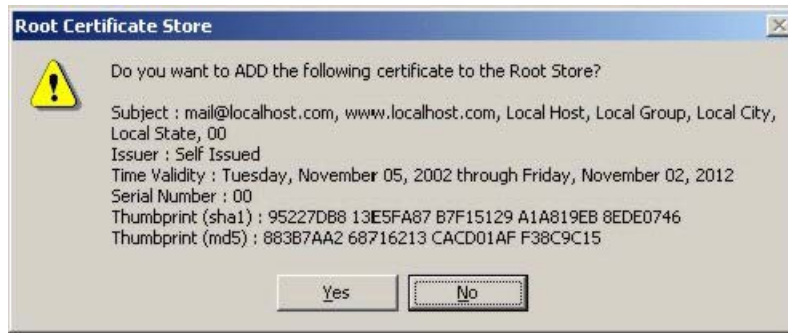 Root Certificate Store
Do you want to ADD the following certificate to the Root Store?
Subject : mail@localhost.com, www.localhost.com, Local Host, Local Group, Local City,
Local State, 00
Issuer : Self Issued
Time Validity : Tuesday, November 05, 2002 through Friday, November 02, 2012
Serial Number : 00
Thumbprint (sha1) : 95227DB8 13E5FA87 B7F15129 A1A819EB 8EDE0746
Thumbprint (md5) : 883B7AA2 68716213 CACD01AF F38C9C15
Yes No